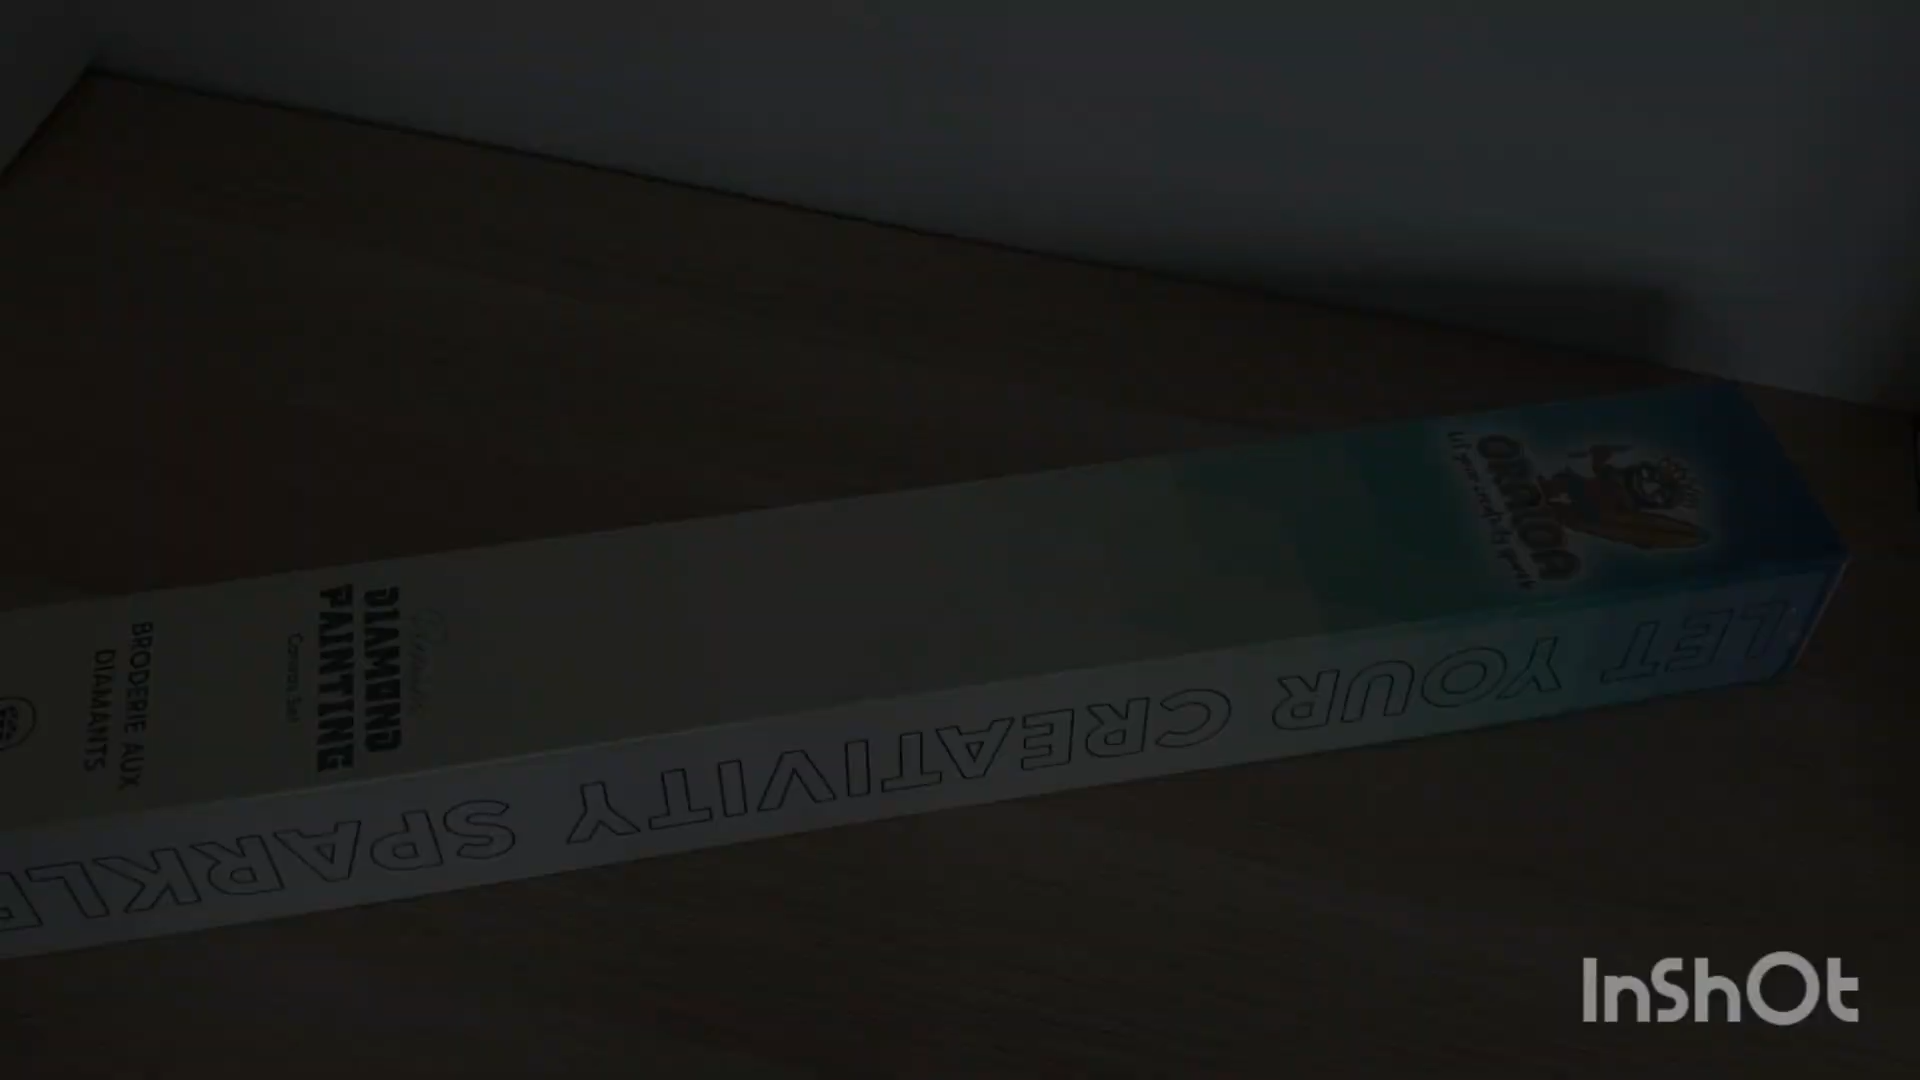 LET YOUR CREATIVITY SPARKLE
DIAMOND
PAINTING
BRODERIE AUX
DIAMANTS
InShOt